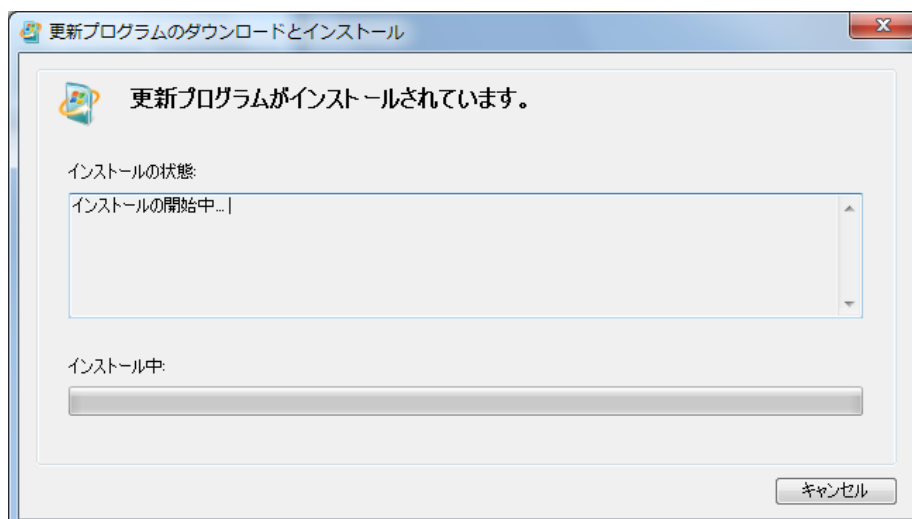 更新プログラムのダウンロードとインストール
更新プログラムがインストールされています。
インストールの状態:
インストールの開始中...
インストール中:
キャンセル